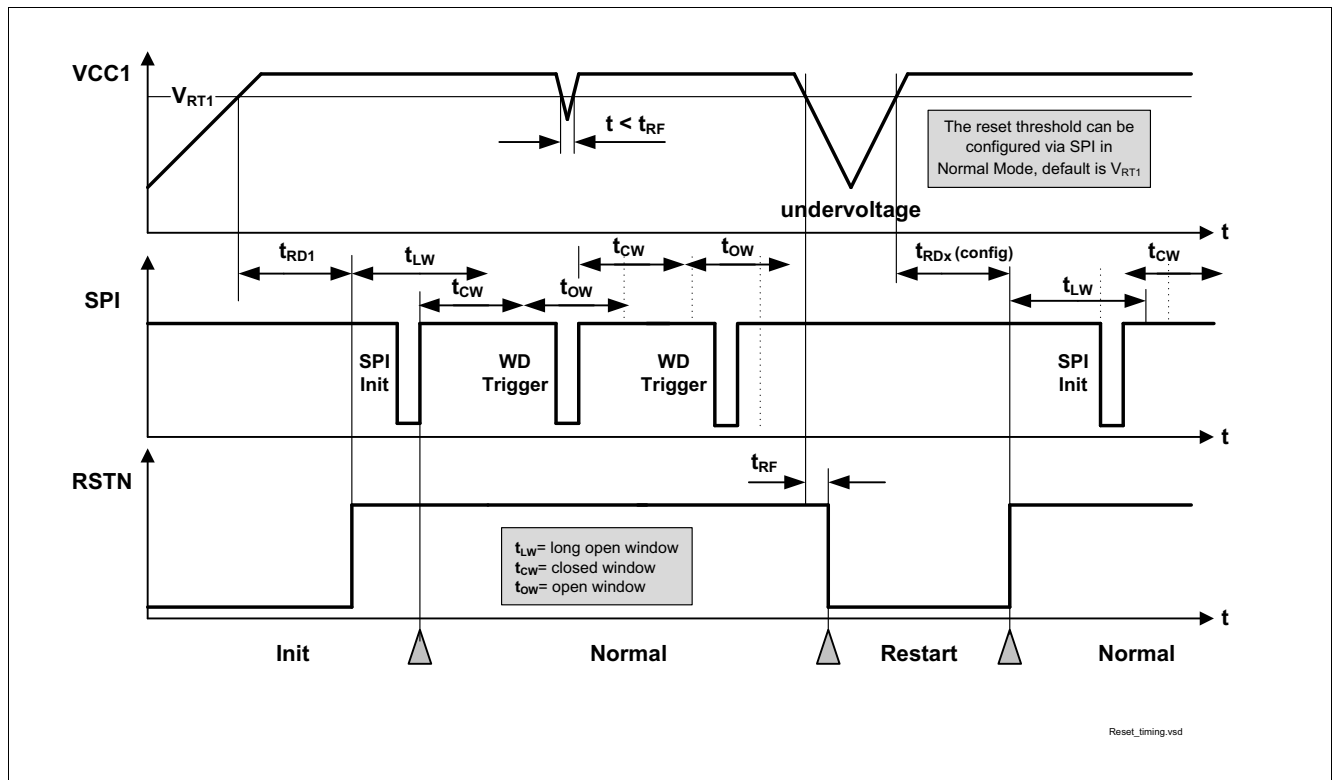 VCC1
VRT1
t < tRF
The reset threshold can be
configured via SPI in
Normal Mode, default is VRT1
undervoltage
t
tRD1
tLW
tCW
tOW
tCW
tOW
tRDx (config)
tLW
tCW
SPI
SPI
Init
WD
Trigger
WD
Trigger
SPI
Init
t
RSTN
tRF
tLW= long open window
tCW= closed window
tOW= open window
t
Init
Normal
Restart
Normal
Reset_timing.vsd